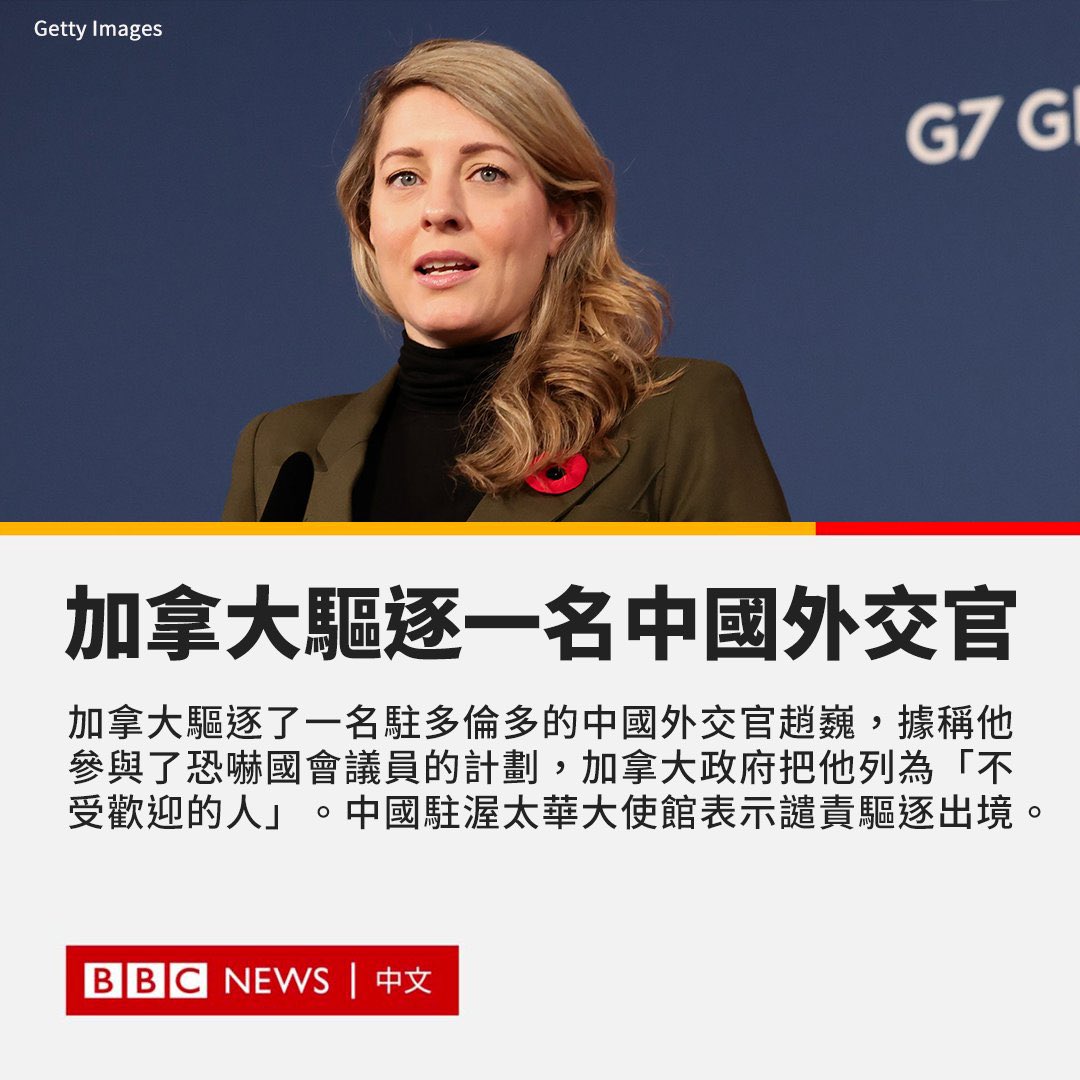 Getty Images
G7 Gl
加拿大驅逐一名中國外交官
加拿大驅逐了一名駐多倫多的中國外交官趙巍，據稱他
參與了恐嚇國會議員的計劃，加拿大政府把他列為「不
受歡迎的人」。中國駐渥太華大使館表示譴責驅逐出境。
BBC NEWS | 中文